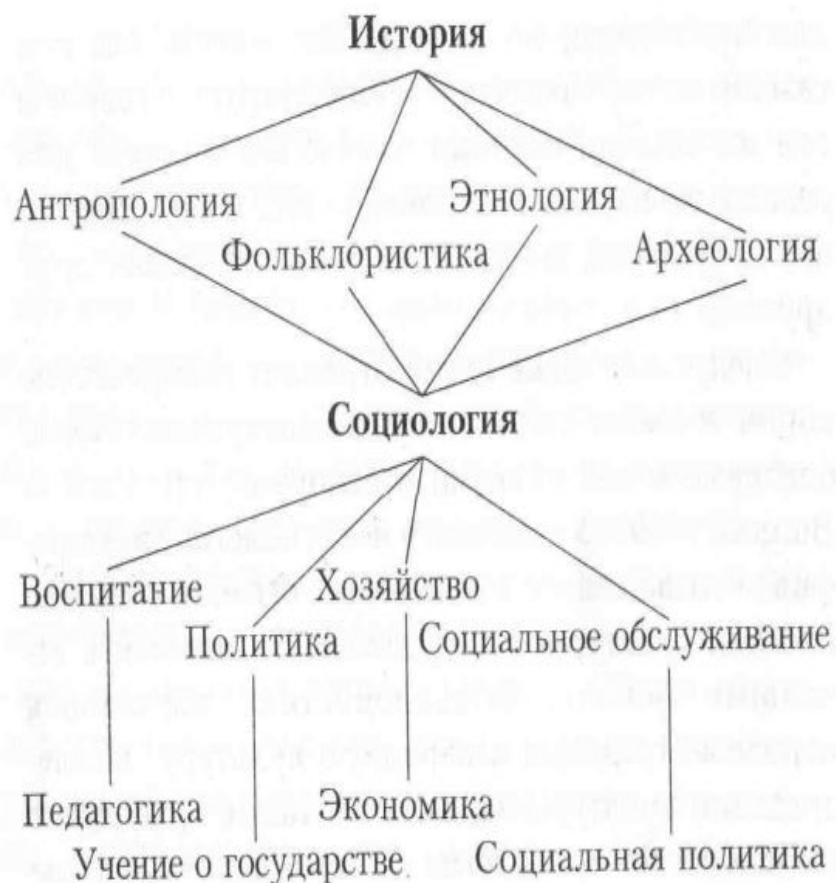 История
Антропология
Этнология
Фольклористика
Археология
Социология
Воспитание
Хозяйство
Политика
Социальное обслуживание
Педагогика
Экономика
Учение о государстве
Социальная политика